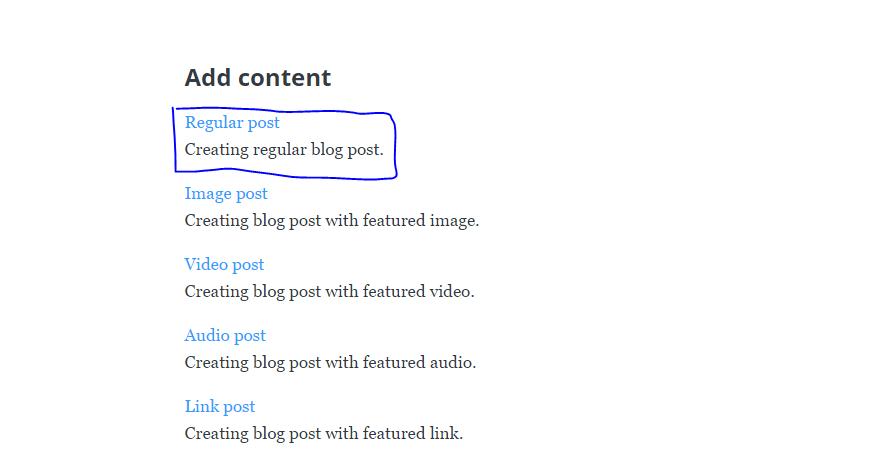 Add content
Regular post
Creating regular blog post.
Image post
Creating blog post with featured image.
Video post
Creating blog post with featured video.
Audio post
Creating blog post with featured audio.
Link post
Creating blog post with featured link.